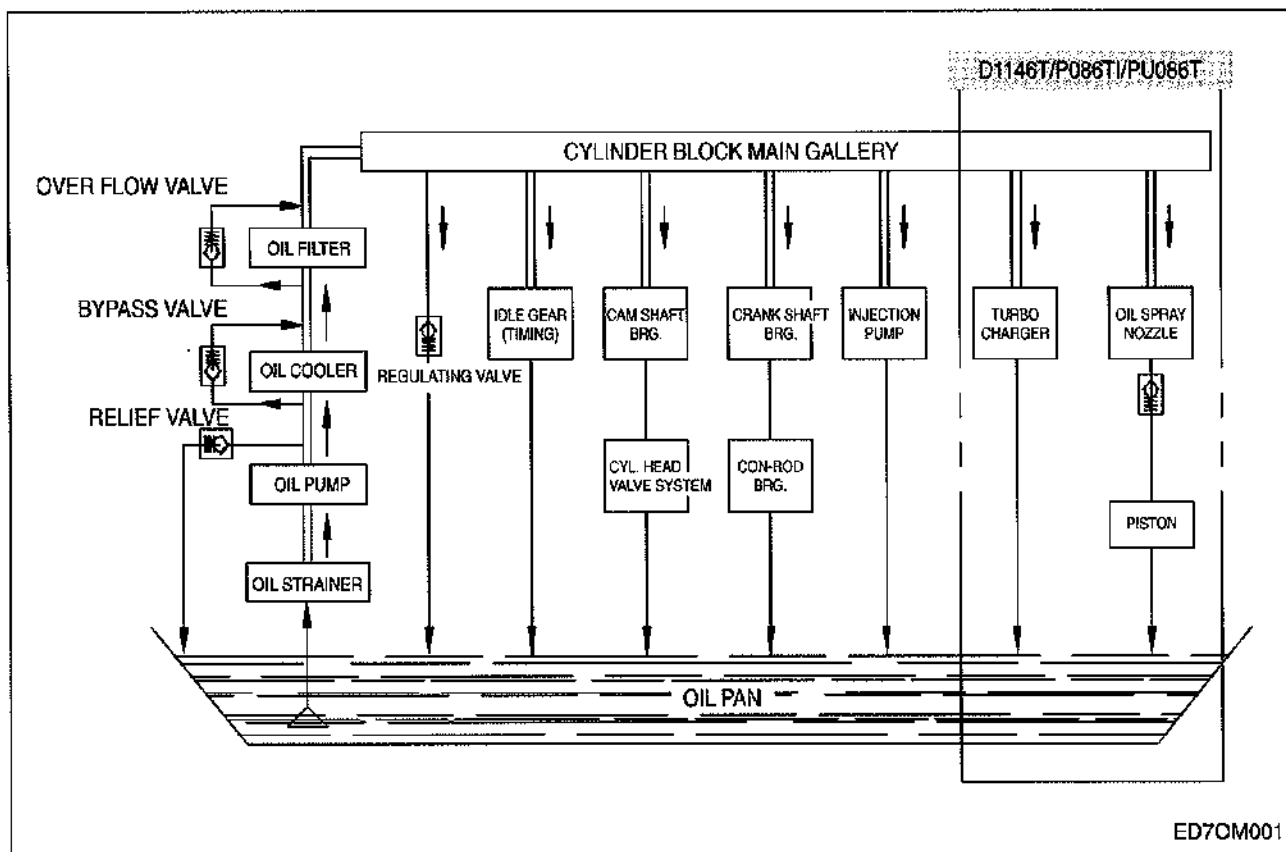 D1146T/P086TI/PU086T
CYLINDER BLOCK MAIN GALLERY
OVER FLOW VALVE
OIL FILTER
BYPASS VALVE
OIL COOLER
RELIEF VALVE
OIL PUMP
OIL STRAINER
REGULATING VALVE
IDLE GEAR
(TIMING)
CAM SHAFT
BRG.
CRANK SHAFT
BRG.
INJECTION
PUMP
TURBO
CHARGER
OIL SPRAY
NOZZLE
CYL. HEAD
VALVE SYSTEM
CON-ROD
BRG.
PISTON
OIL PAN
ED7OM001